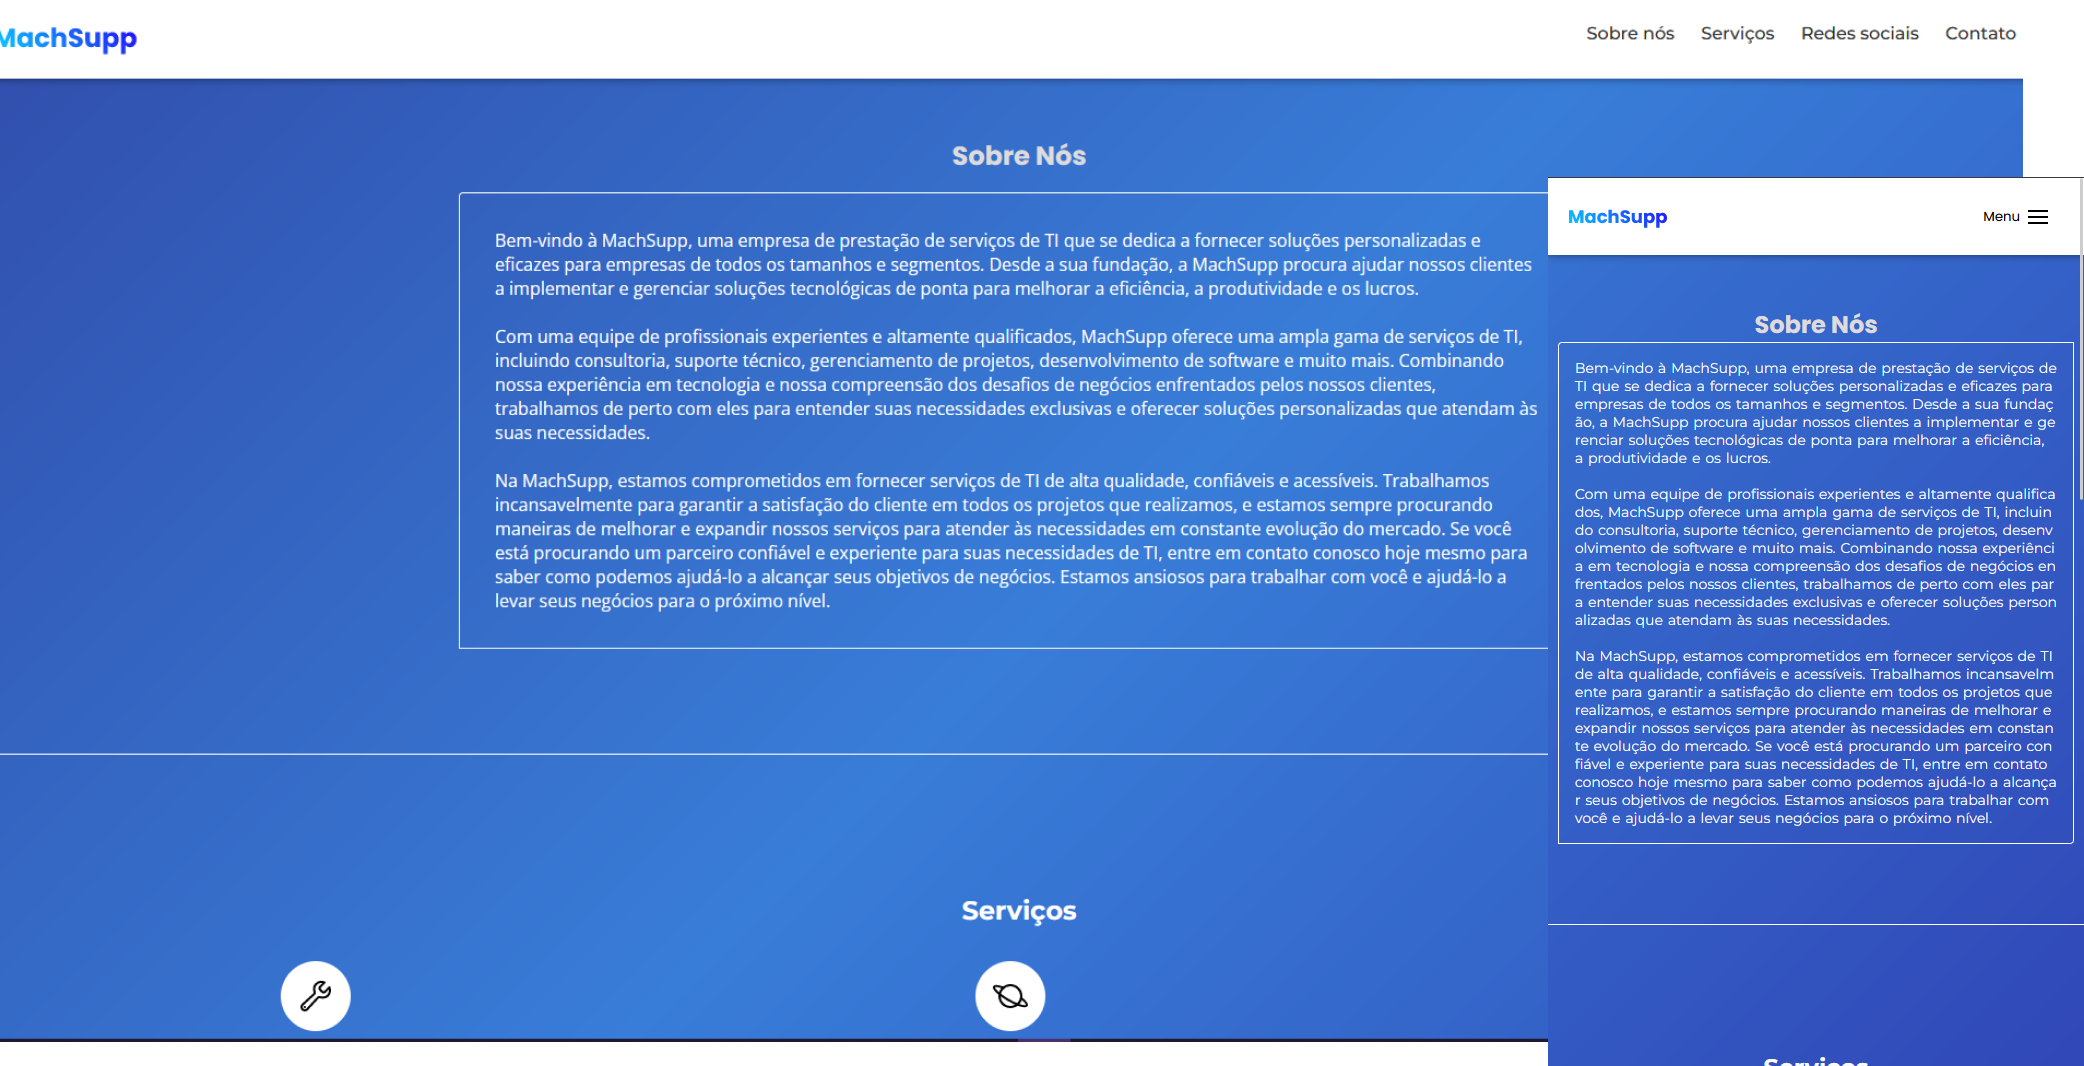 MachSupp
Sobre nós Serviços Redes sociais Contato
Sobre Nós
Bem-vindo à MachSupp, uma empresa de prestação de serviços de TI que se dedica a fornecer soluções personalizadas e
eficazes para empresas de todos os tamanhos e segmentos. Desde a sua fundação, a MachSupp procura ajudar nossos clientes
a implementar e gerenciar soluções tecnológicas de ponta para melhorar a eficiência, a produtividade e os lucros.
Com uma equipe de profissionais experientes e altamente qualificados, MachSupp oferece uma ampla gama de serviços de TI,
incluindo consultoria, suporte técnico, gerenciamento de projetos, desenvolvimento de software e muito mais. Combinando
nossa experiência em tecnologia e nossa compreensão dos desafios de negócios enfrentados pelos nossos clientes,
trabalhamos de perto com eles para entender suas necessidades exclusivas e oferecer soluções personalizadas que atendam às
suas necessidades.
Na MachSupp, estamos comprometidos em fornecer serviços de TI de alta qualidade, confiáveis e acessíveis. Trabalhamos
incansavelmente para garantir a satisfação do cliente em todos os projetos que realizamos, e estamos sempre procurando
maneiras de melhorar e expandir nossos serviços para atender às necessidades em constante evolução do mercado. Se você
está procurando um parceiro confiável e experiente para suas necessidades de TI, entre em contato conosco hoje mesmo para
saber como podemos ajudá-lo a alcançar seus objetivos de negócios. Estamos ansiosos para trabalhar com você e ajudá-lo a
levar seus negócios para o próximo nível.
Serviços
MachSupp
Menu
Sobre Nós
Bem-vindo à MachSupp, uma empresa de prestação de serviços de
TI que se dedica a fornecer soluções personalizadas e eficazes para
empresas de todos os tamanhos e segmentos. Desde a sua fundaç
ão, a MachSupp procura ajudar nossos clientes a implementar e ge
renciar soluções tecnológicas de ponta para melhorar a eficiência,
a produtividade e os lucros.
Com uma equipe de profissionais experientes e altamente qualifica
dos, MachSupp oferece uma ampla gama de serviços de TI, incluin
do consultoria, suporte técnico, gerenciamento de projetos, desenv
olvimento de software e muito mais. Combinando nossa experiênci
a em tecnologia e nossa compreensão dos desafios de negócios en
frentados pelos nossos clientes, trabalhamos de perto com eles par
a entender suas necessidades exclusivas e oferecer soluções person
alizadas que atendam às suas necessidades.
Na MachSupp, estamos comprometidos em fornecer serviços de TI
de alta qualidade, confiáveis e acessíveis. Trabalhamos incansavelm
ente para garantir a satisfação do cliente em todos os projetos que
realizamos, e estamos sempre procurando maneiras de melhorar e
expandir nossos serviços para atender às necessidades em constan
te evolução do mercado. Se você está procurando um parceiro con
fiável e experiente para suas necessidades de TI, entre em contato
conosco hoje mesmo para saber como podemos ajudá-lo a alcança
r seus objetivos de negócios. Estamos ansiosos para trabalhar com
você e ajudá-lo a levar seus negócios para o próximo nível.
Serviços